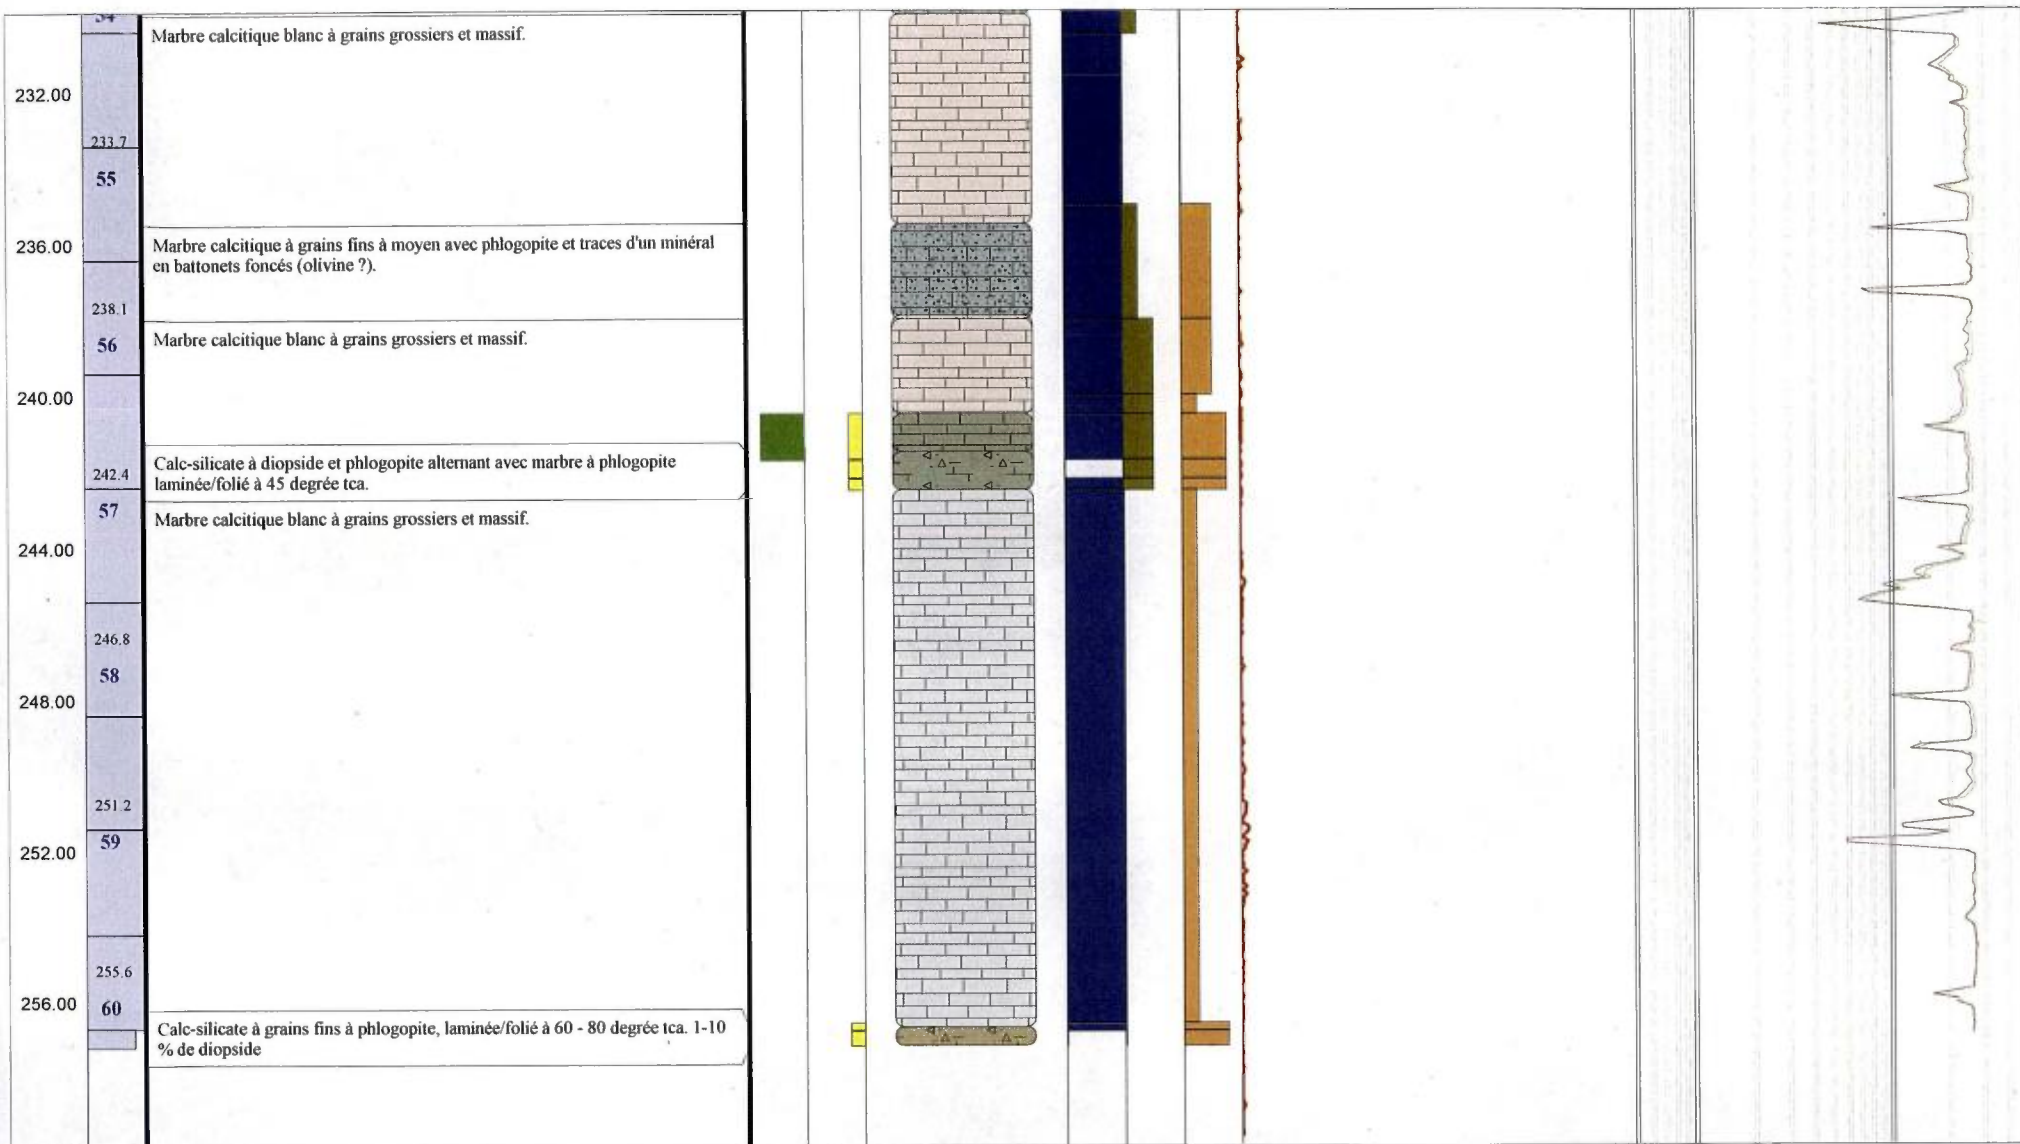 54
Marbre calcitique blanc à grains grossiers et massif.
232.00
233.7
55
236.00
Marbre calcitique à grains fins à moyen avec phlogopite et traces d'un minéral
en battonets foncés (olivine ?).
238.1
56
Marbre calcitique blanc à grains grossiers et massif.
240.00
242.4
Calc-silicate à diopside et phlogopite alternant avec marbre à phlogopite
laminée/folié à 45 degrée tca.
57
Marbre calcitique blanc à grains grossiers et massif.
244.00
246.8
58
248.00
251.2
59
252.00
255.6
256.00
60
Calc-silicate à grains fins à phlogopite, laminée/folié à 60 - 80 degrée tca. 1-10
% de diopside